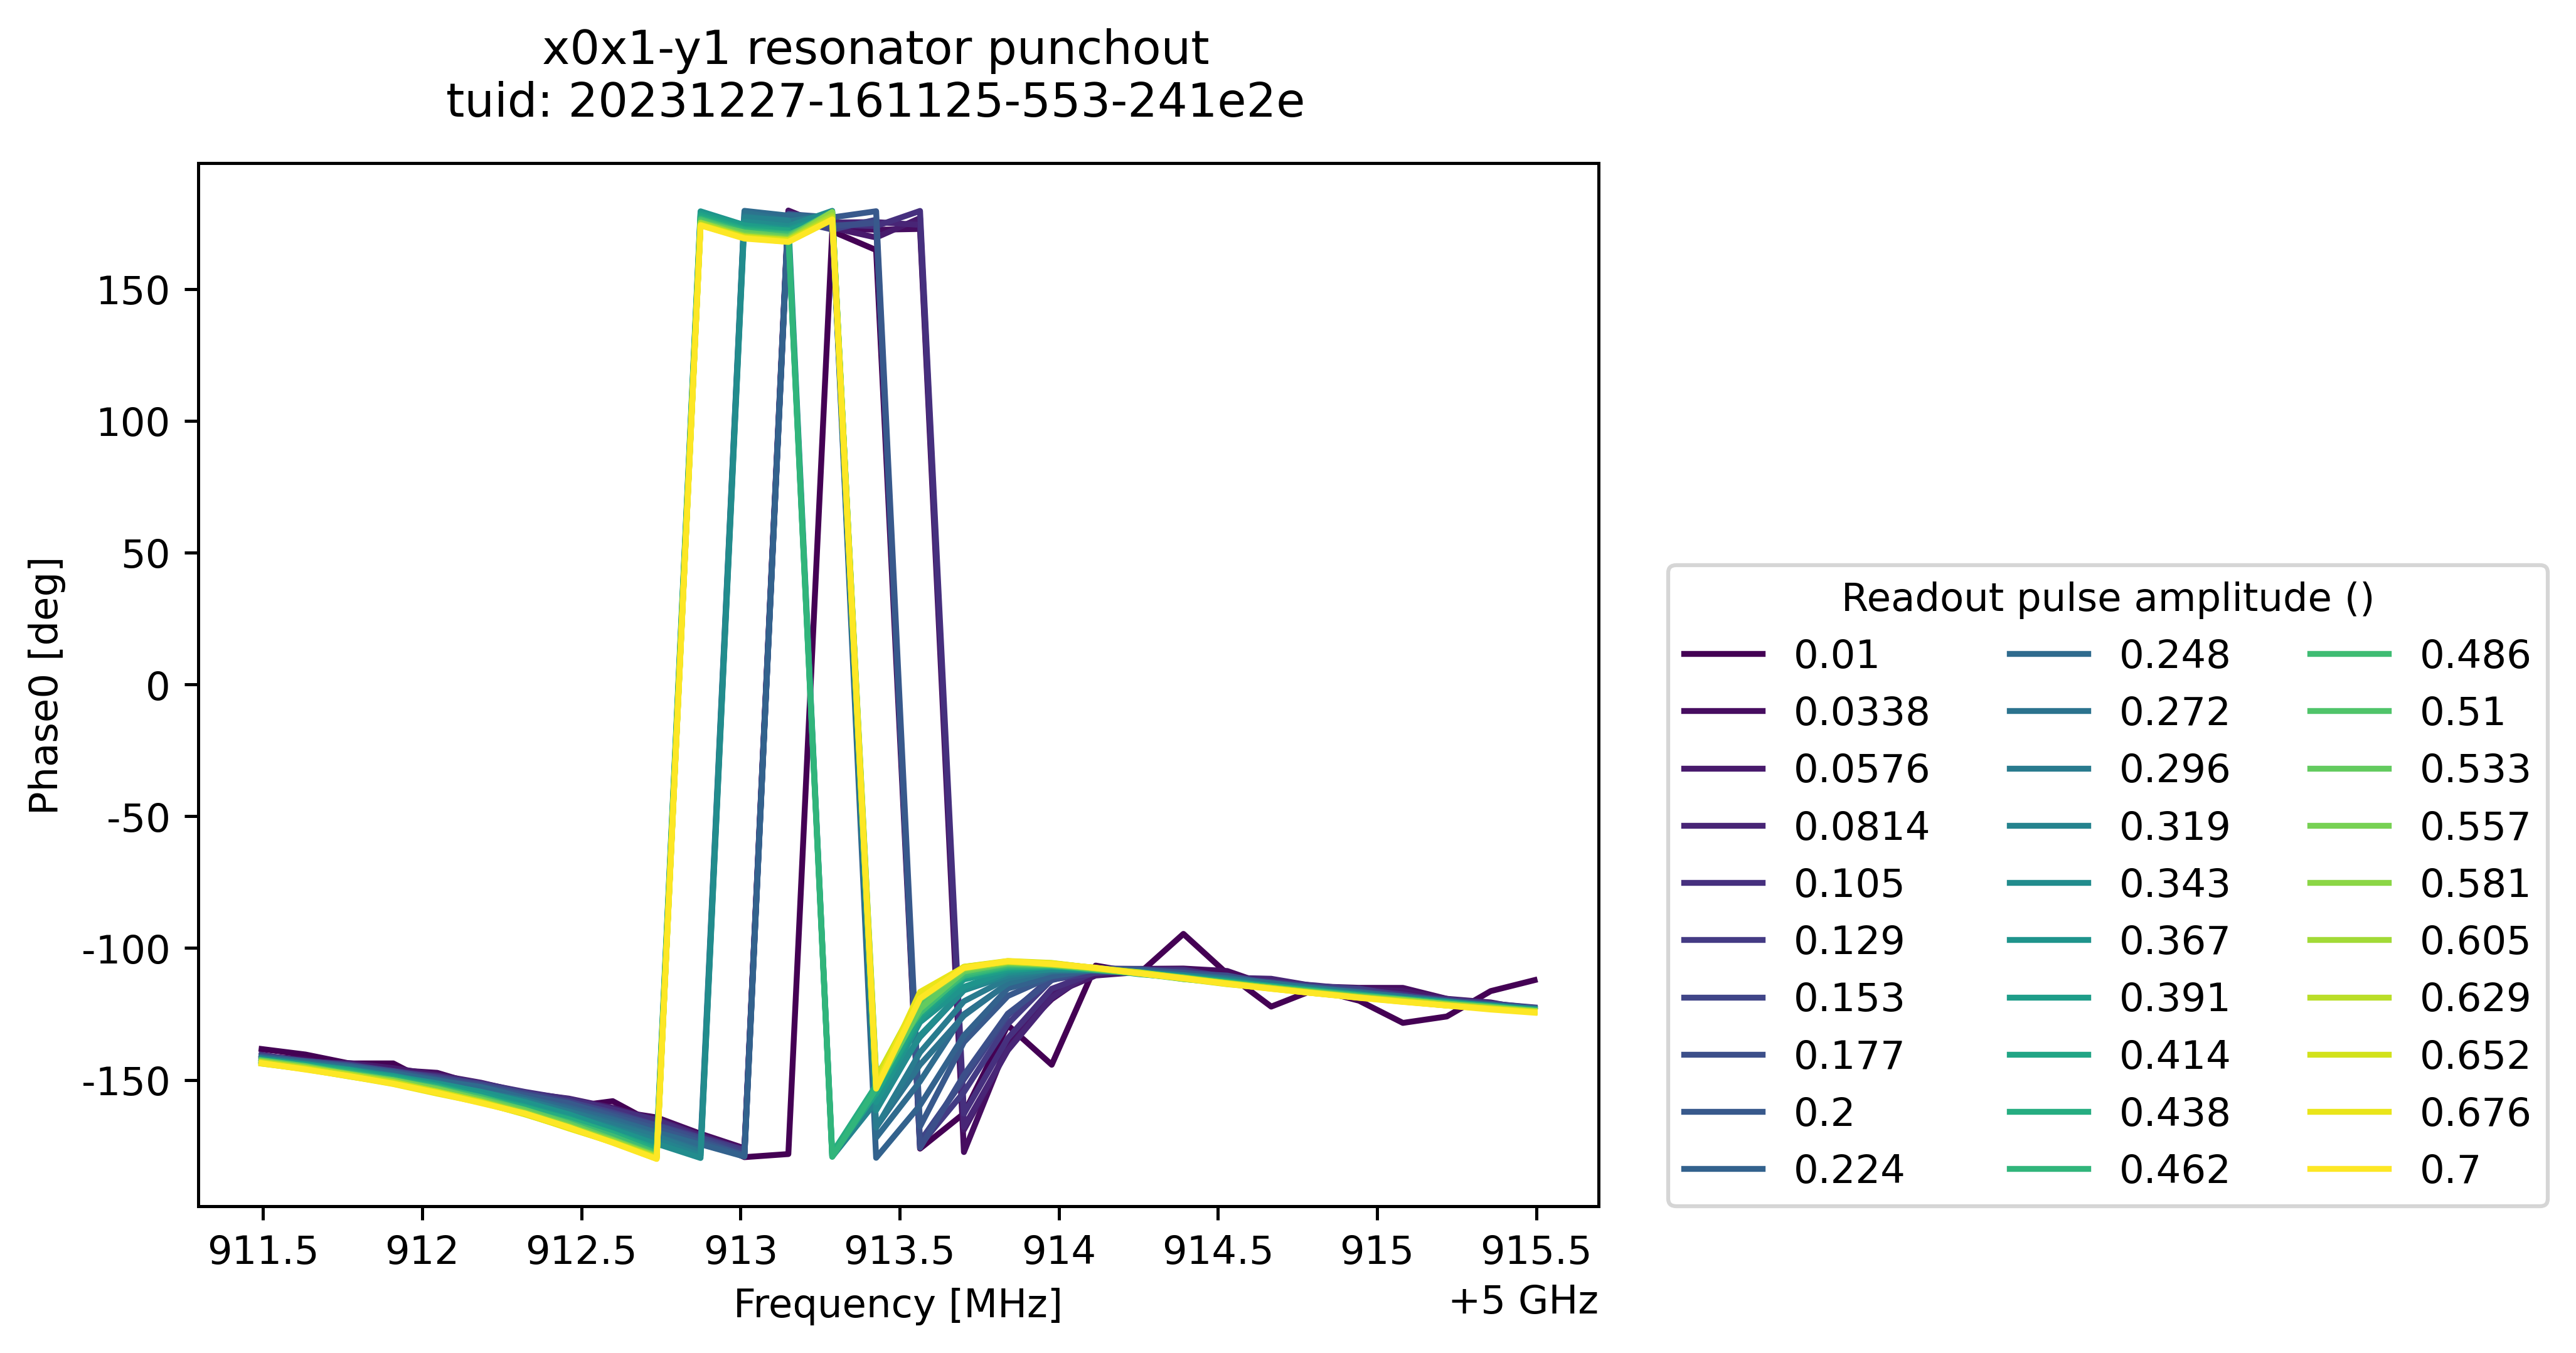 x0x1-y1 resonator punchout
tuid: 20231227-161125-553-241e2e
Phase0 [deg]
150
100
50
0
-50
-100
-150
911.5 912 912.5 913 913.5 914 914.5 915 915.5
Frequency [MHz]
+5 GHz
Readout pulse amplitude ()
0.01 0.248 0.486
0.0338 0.272 0.51
0.0576 0.296 0.533
0.0814 0.319 0.557
0.105 0.343 0.581
0.129 0.367 0.605
0.153 0.391 0.629
0.177 0.414 0.652
0.2 0.438 0.676
0.224 0.462 0.7